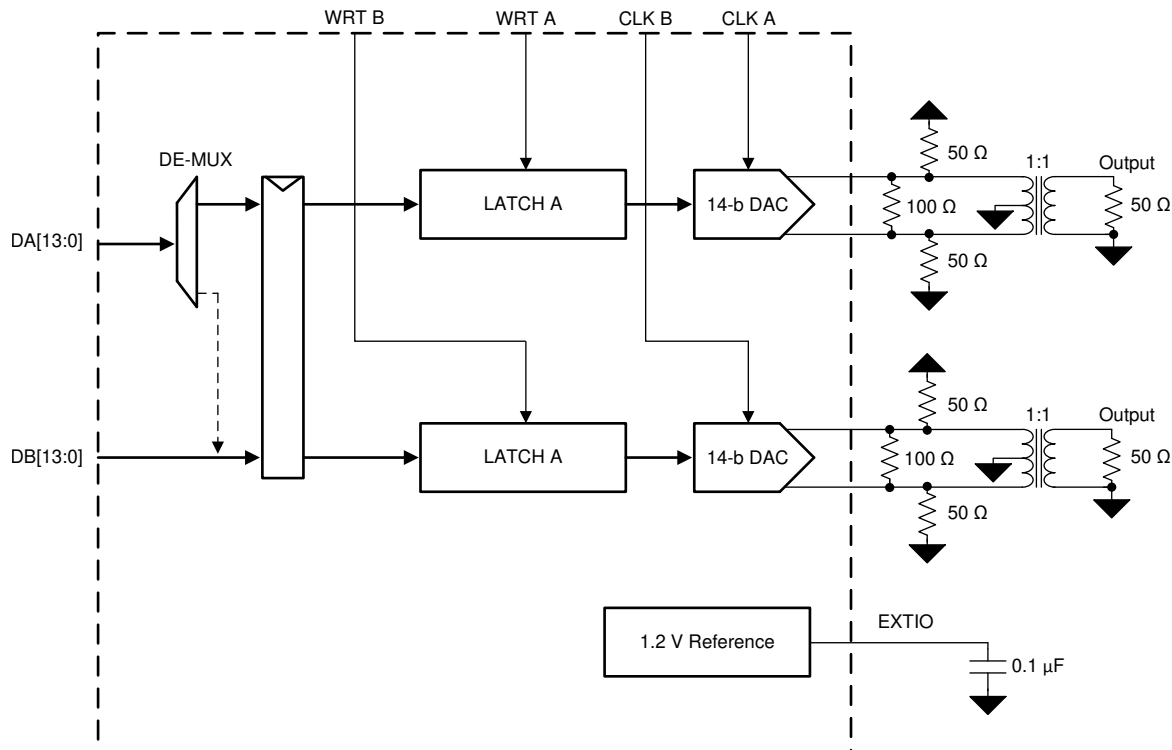 WRT B
WRT A
CLK B
CLK A
DE-MUX
50 Ω
1:1
Output
LATCH A
14-b DAC
100 Ω
50 Ω
DA[13:0]
50 Ω
50 Ω
1:1
Output
DB[13:0]
LATCH A
14-b DAC
100 Ω
50 Ω
50 Ω
1.2 V Reference
EXTIO
0.1 µF